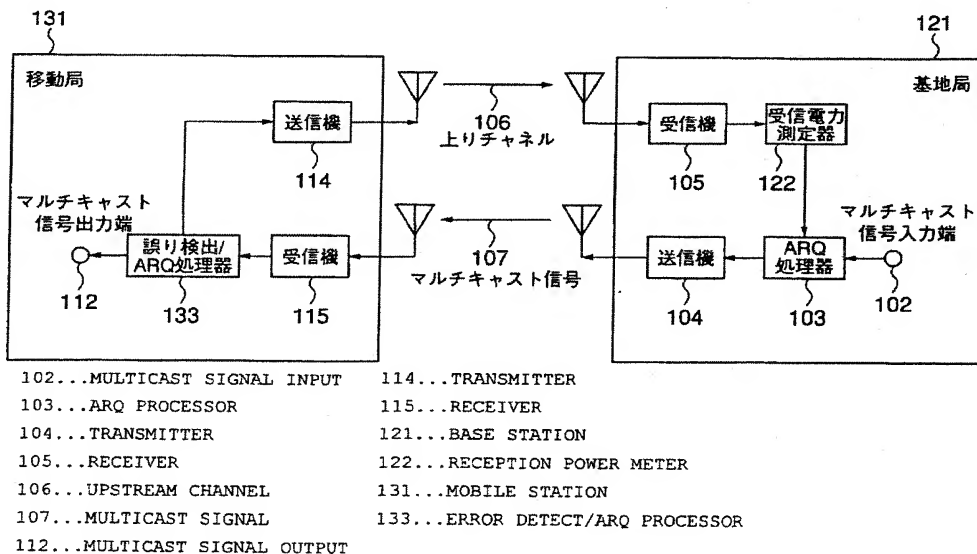 131
121
移動局
基地局
送信機
106
上りチャネル
受信機
受信電力
測定器
114
105
122
マルチキャスト
信号出力端
マルチキャスト
信号入力端
誤り検出/
ARQ処理器
受信機
107
マルチキャスト信号
送信機
ARQ
処理器
112
133
115
104
103
102
102...MULTICAST SIGNAL INPUT
103...ARQ PROCESSOR
104...TRANSMITTER
105...RECEIVER
106...UPSTREAM CHANNEL
107...MULTICAST SIGNAL
112...MULTICAST SIGNAL OUTPUT
114...TRANSMITTER
115...RECEIVER
121...BASE STATION
122...RECEPTION POWER METER
131...MOBILE STATION
133...ERROR DETECT/ARQ PROCESSOR